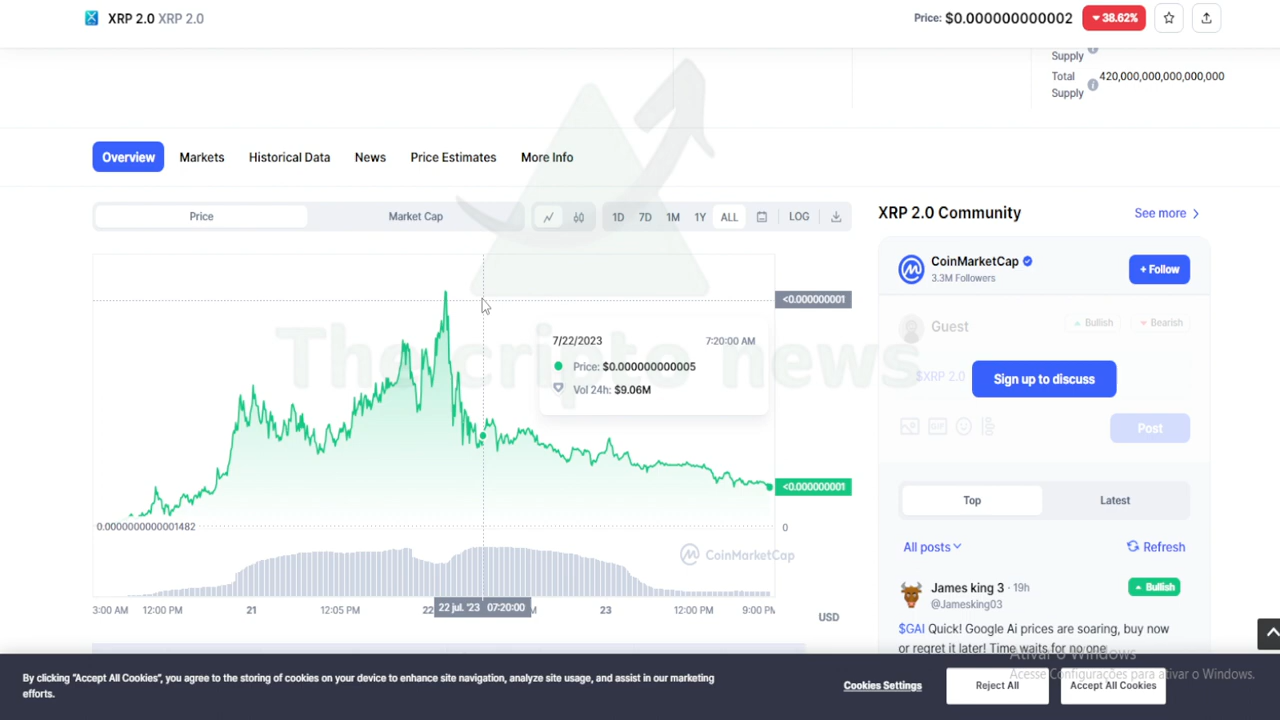 XRP 2.0 XRP 2.0
Price: $0.000000000002 38.62%
Supply
Total Supply 420,000,000,000,000,000
Overview Markets Historical Data News Price Estimates More Info
Price Market Cap 1D 7D 1M 1Y ALL LOG
XRP 2.0 Community See more
CoinMarketCap
3.3M Followers
+ Follow
<0.000000001
Guest Bullish Bearish
7/22/2023 7:20:00 AM
Price: $0.000000000005
Vol 24h: $9.06M
The cripto news
$XRP 2.0 Sign up to discuss
GIF
Post
<0.000000001
Top Latest
0.0000000000001482 0
All posts Refresh
CoinMarketCap
James king 3 · 19h Bullish
@Jamesking03
3:00 AM 12:00 PM 21 12:05 PM 22 22 jul. '23 07:20:00 23 12:00 PM 9:00 PM
USD
$GAI Quick! Google Ai prices are soaring, buy now
or regret it later! Time waits for no one
Ativar o Windows
Acesse Configurações para ativar o Windows.
By clicking “Accept All Cookies”, you agree to the storing of cookies on your device to enhance site navigation, analyze site usage, and assist in our marketing
efforts.
Cookies Settings Reject All Accept All Cookies